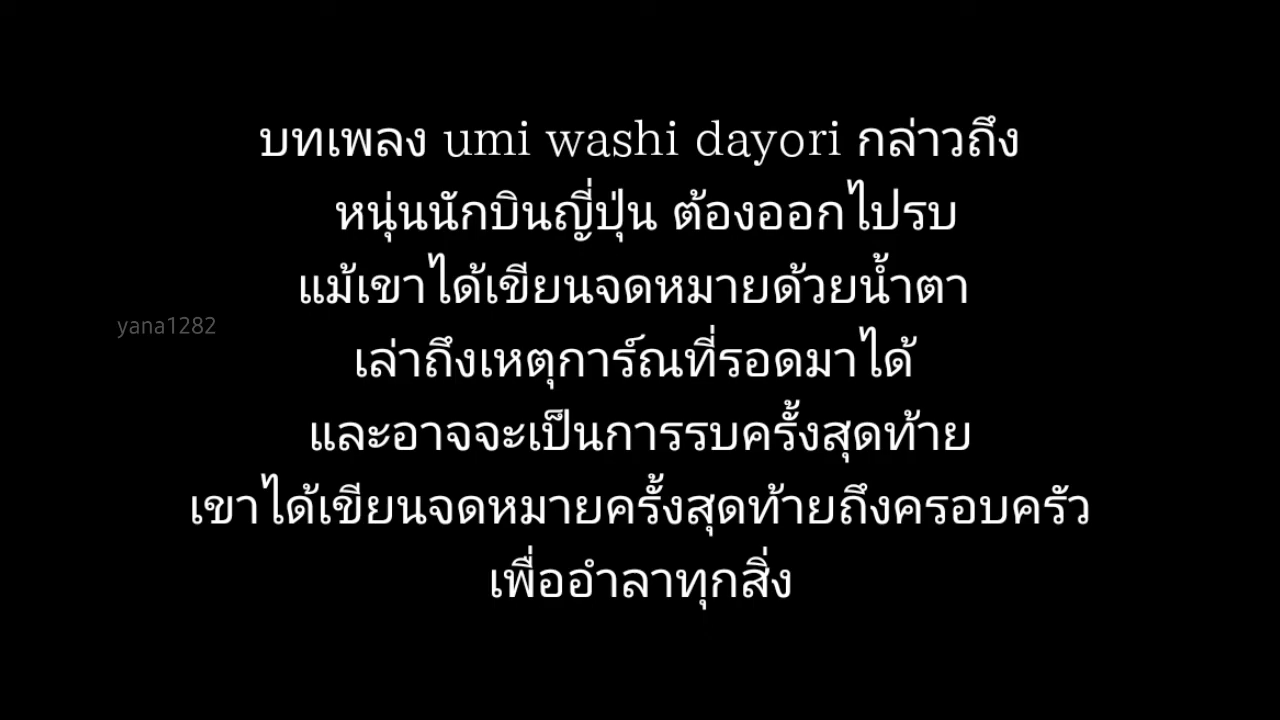 บทเพลง umi washi dayori กล่าวถึง
หนุ่นนักบินญี่ปุ่น ต้องออกไปรบ
แม้เขาได้เขียนจดหมายด้วยน้ำตา
yana1282
เล่าถึงเหตุการ์ณที่รอดมาได้
และอาจจะเป็นการรบครั้งสุดท้าย
เขาได้เขียนจดหมายครั้งสุดท้ายถึงครอบครัว
เพื่ออำลาทุกสิ่ง